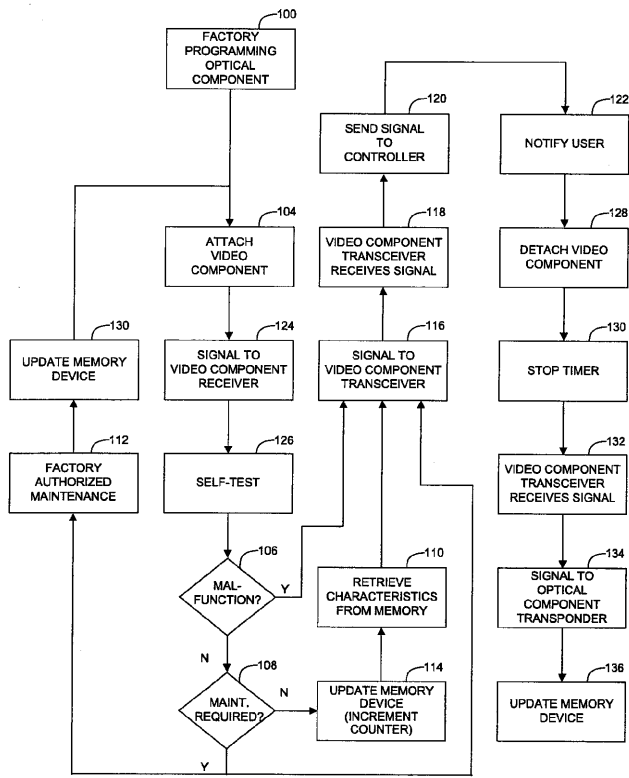 100
FACTORY
PROGRAMMING
OPTICAL
COMPONENT
104
ATTACH
VIDEO
COMPONENT
130
UPDATE MEMORY
DEVICE
124
SIGNAL TO
VIDEO COMPONENT
RECEIVER
112
FACTORY
AUTHORIZED
MAINTENANCE
126
SELF-TEST
106
MAL-
FUNCTION?
Y
N
108
MAINT.
REQUIRED?
N
Y
114
UPDATE MEMORY
DEVICE
(INCREMENT
COUNTER)
110
RETRIEVE
CHARACTERISTICS
FROM MEMORY
116
SIGNAL TO
VIDEO COMPONENT
TRANSCEIVER
118
VIDEO COMPONENT
TRANSCEIVER
RECEIVES SIGNAL
120
SEND SIGNAL
TO
CONTROLLER
122
NOTIFY USER
128
DETACH VIDEO
COMPONENT
130
STOP TIMER
132
VIDEO COMPONENT
TRANSCEIVER
RECEIVES SIGNAL
134
SIGNAL TO
OPTICAL
COMPONENT
TRANSPONDER
136
UPDATE MEMORY
DEVICE